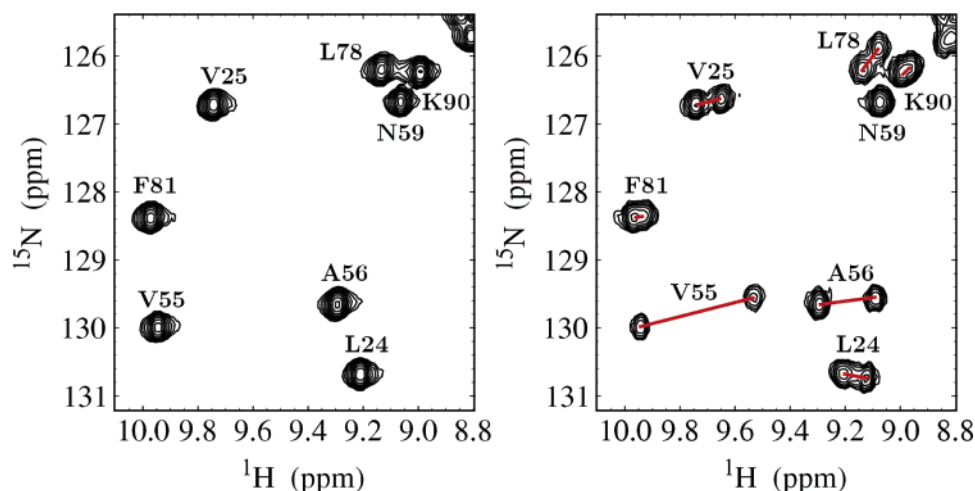 126
127
128
129
130
131
¹⁵N (ppm)
10.0 9.8 9.6 9.4 9.2 9.0 8.8
¹H (ppm)
L78
V25
K90
N59
F81
A56
V55
L24
126
127
128
129
130
131
¹⁵N (ppm)
10.0 9.8 9.6 9.4 9.2 9.0 8.8
¹H (ppm)
L78
V25
K90
N59
F81
V55
A56
L24